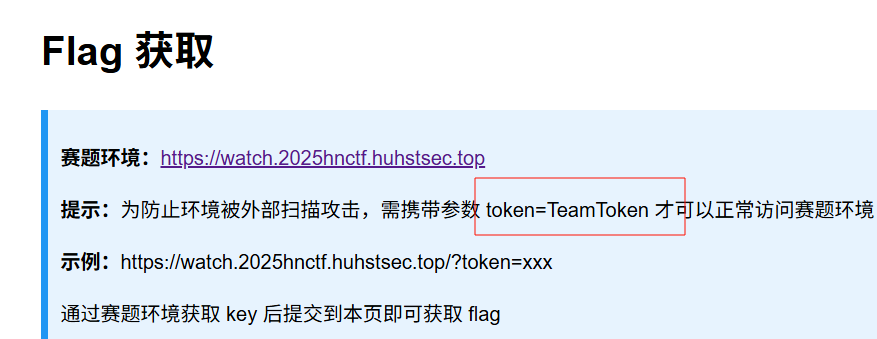 Flag 获取
赛题环境：https://watch.2025hnctf.huhstsec.top
提示：为防止环境被外部扫描攻击，需携带参数 token=TeamToken 才可以正常访问赛题环境
示例：https://watch.2025hnctf.huhstsec.top/?token=xxx
通过赛题环境获取 key 后提交到本页即可获取 flag